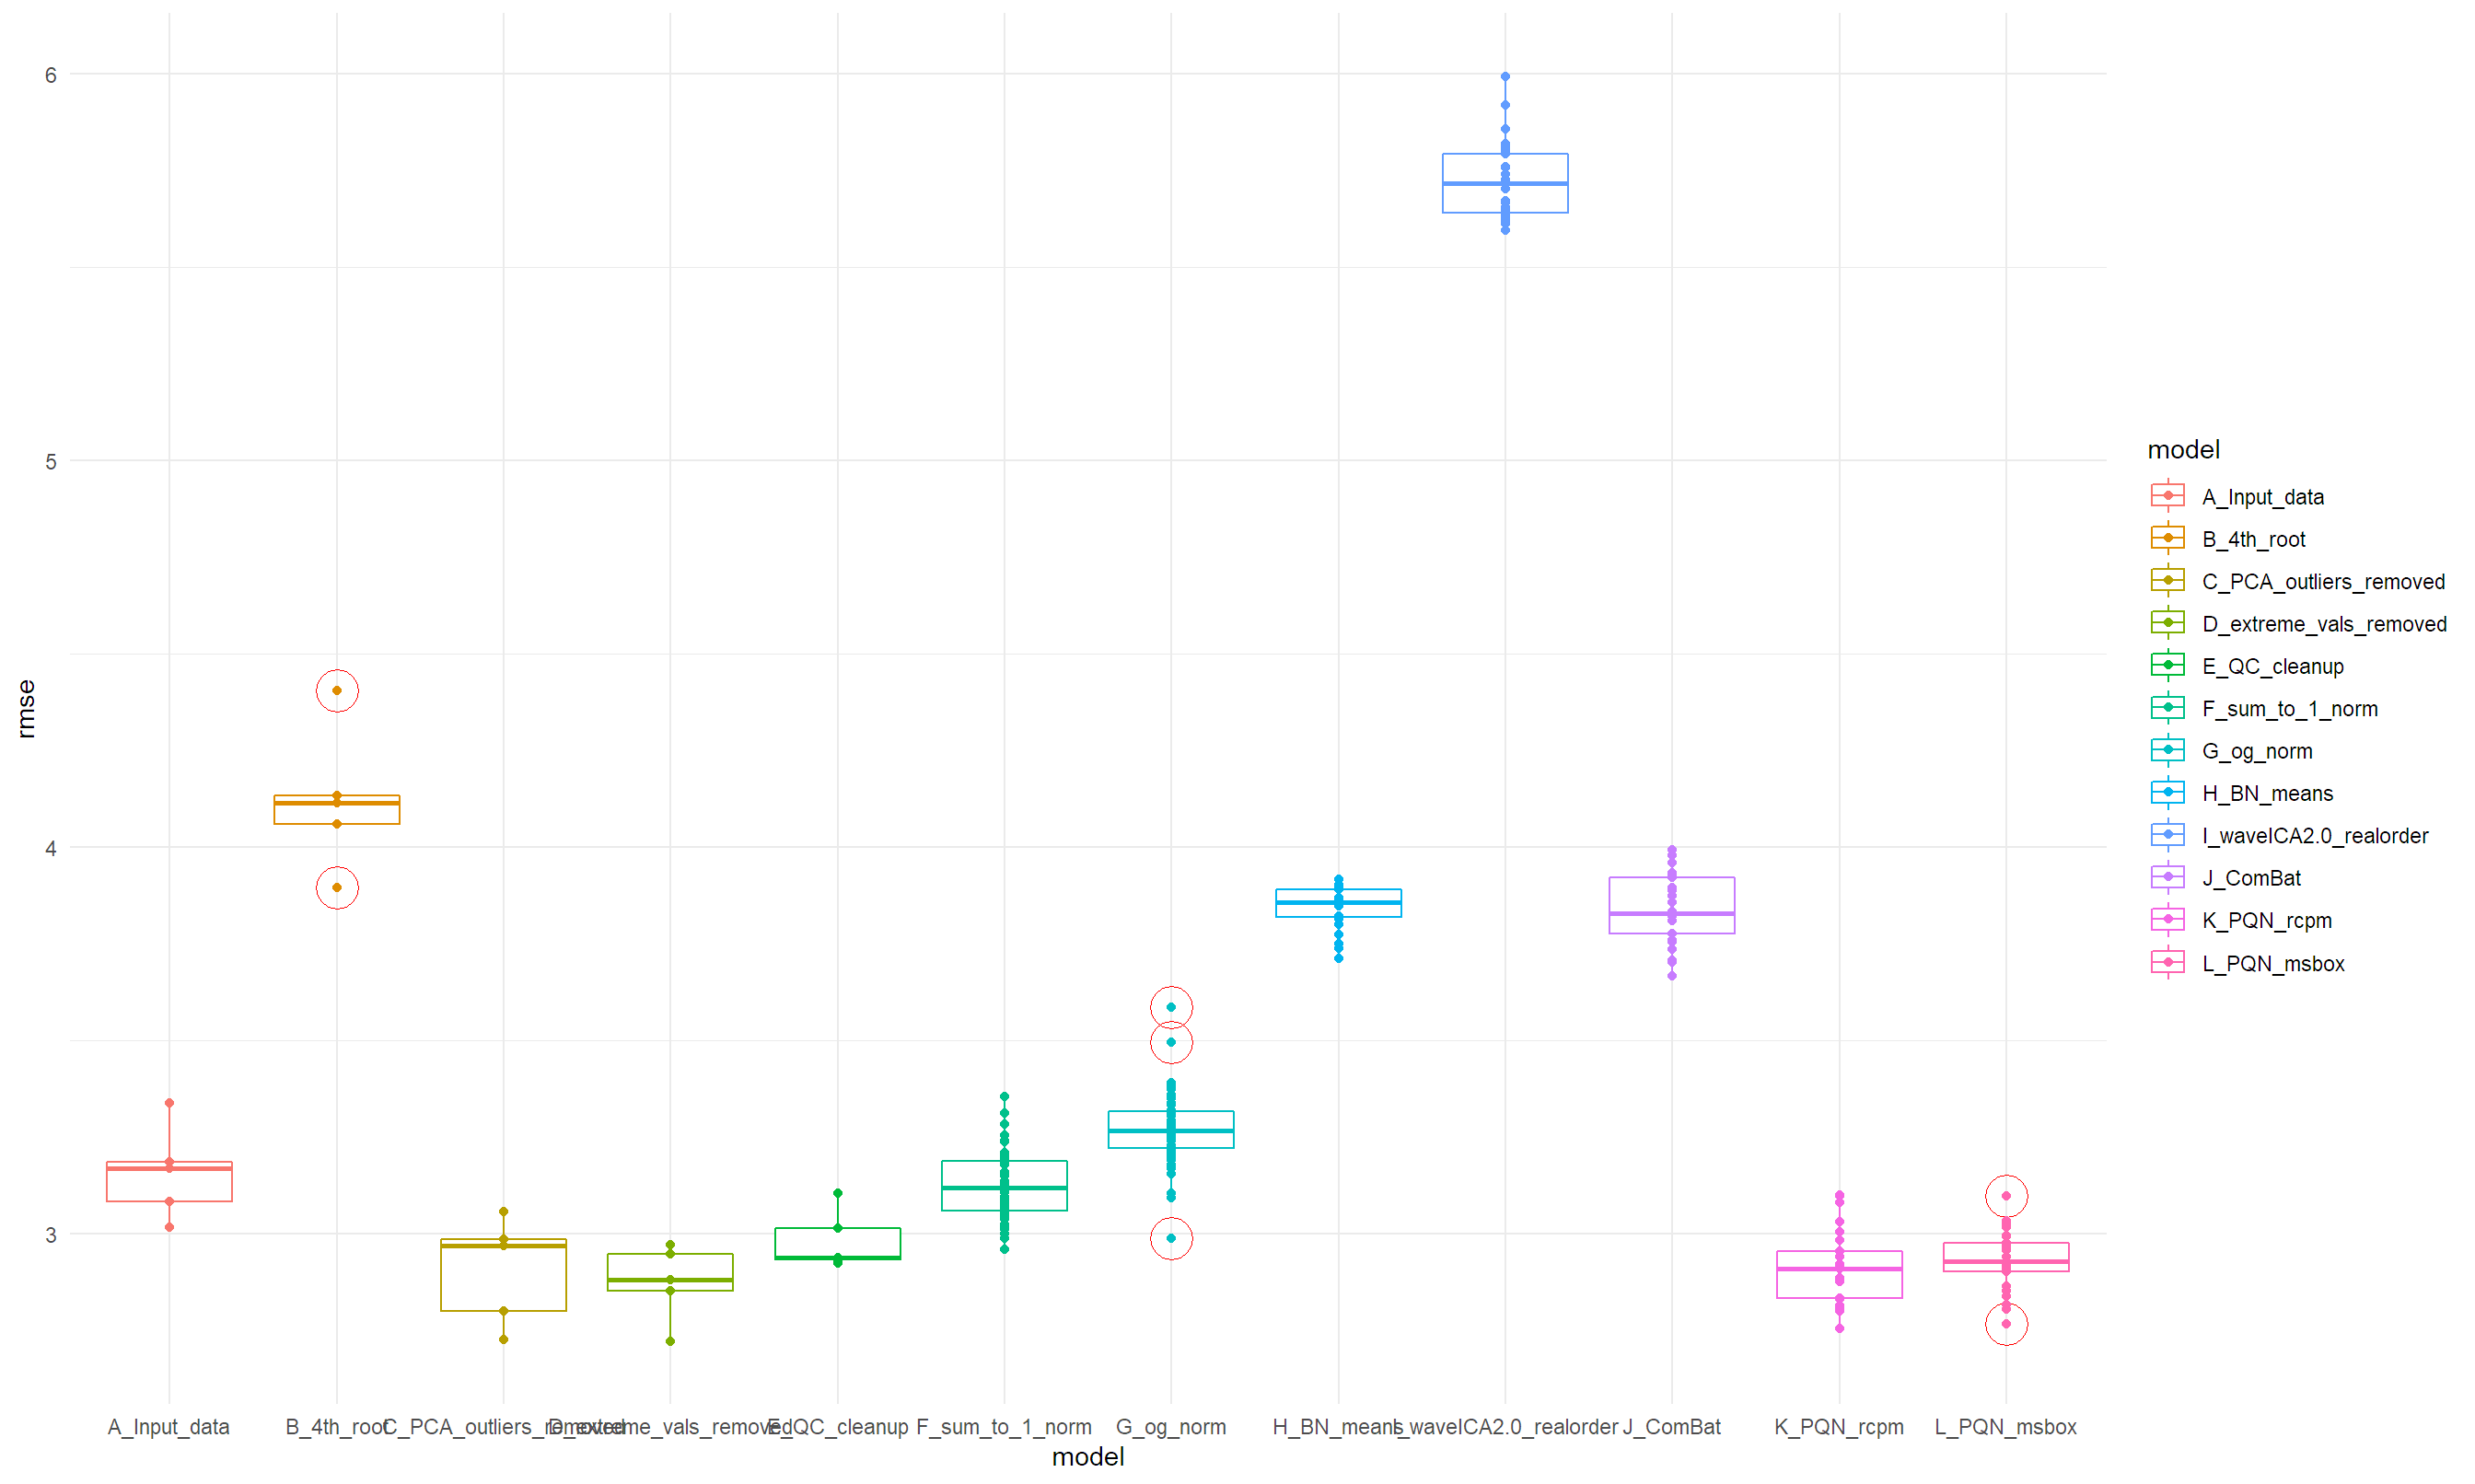 6
5
4
3
rmse
A_Input_data
B_4th_root
C_PCA_outliers_removed
D_extreme_vals_removed
E_QC_cleanup
F_sum_to_1_norm
G_og_norm
H_BN_means
I_waveICA2.0_realorder
J_ComBat
K_PQN_rcpm
L_PQN_msbox
model
model
A_Input_data
B_4th_root
C_PCA_outliers_removed
D_extreme_vals_removed
E_QC_cleanup
F_sum_to_1_norm
G_og_norm
H_BN_means
I_waveICA2.0_realorder
J_ComBat
K_PQN_rcpm
L_PQN_msbox